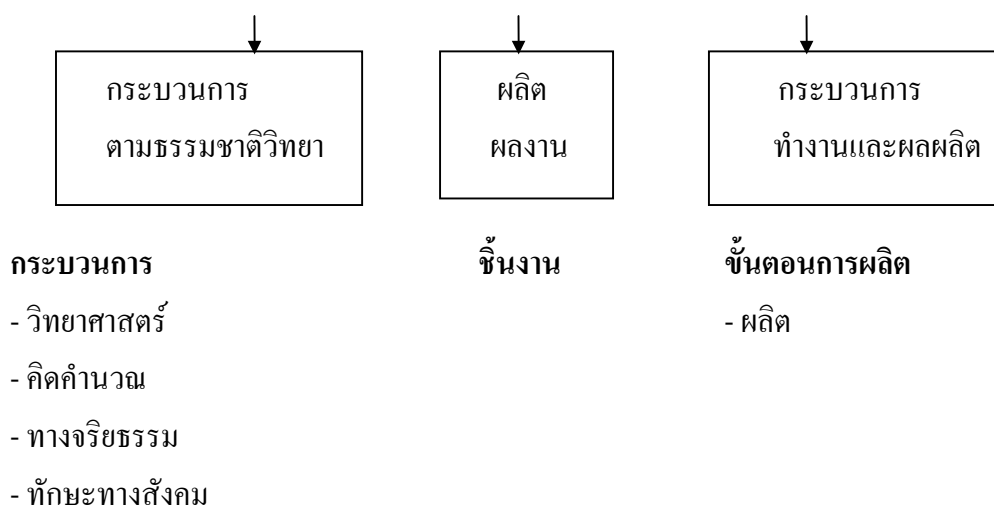 กระบวนการ
ตามธรรมชาติวิทยา
ผลิต
ผลงาน
กระบวนการ
ทำงานและผลผลิต
กระบวนการ
- วิทยาศาสตร์
- คิดคำนวณ
- ทางจริยธรรม
- ทักษะทางสังคม
ชิ้นงาน
ขั้นตอนการผลิต
- ผลิต